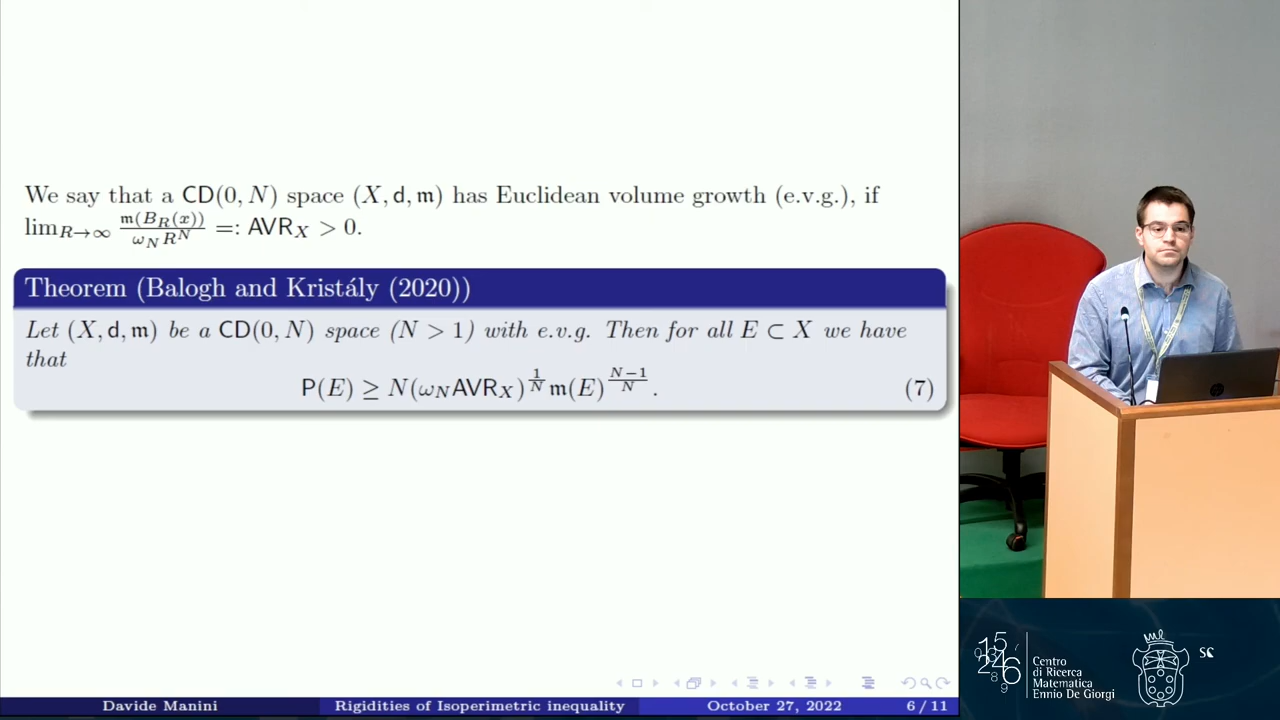 We say that a CD(0, N) space (X, d, 𝔪) has Euclidean volume growth (e.v.g.), if
lim_{R→∞} 𝔪(B_R(x)) / ω_N R^N =: AVR_X > 0.
Theorem (Balogh and Kristály (2020))
Let (X, d, 𝔪) be a CD(0, N) space (N > 1) with e.v.g. Then for all E ⊂ X we have
that
P(E) ≥ N(ω_N AVR_X)^{1/N} 𝔪(E)^{(N−1)/N}. (7)
Davide Manini Rigidities of Isoperimetric inequality October 27, 2022 6 / 11
Centro
di Ricerca
Matematica
Ennio De Giorgi